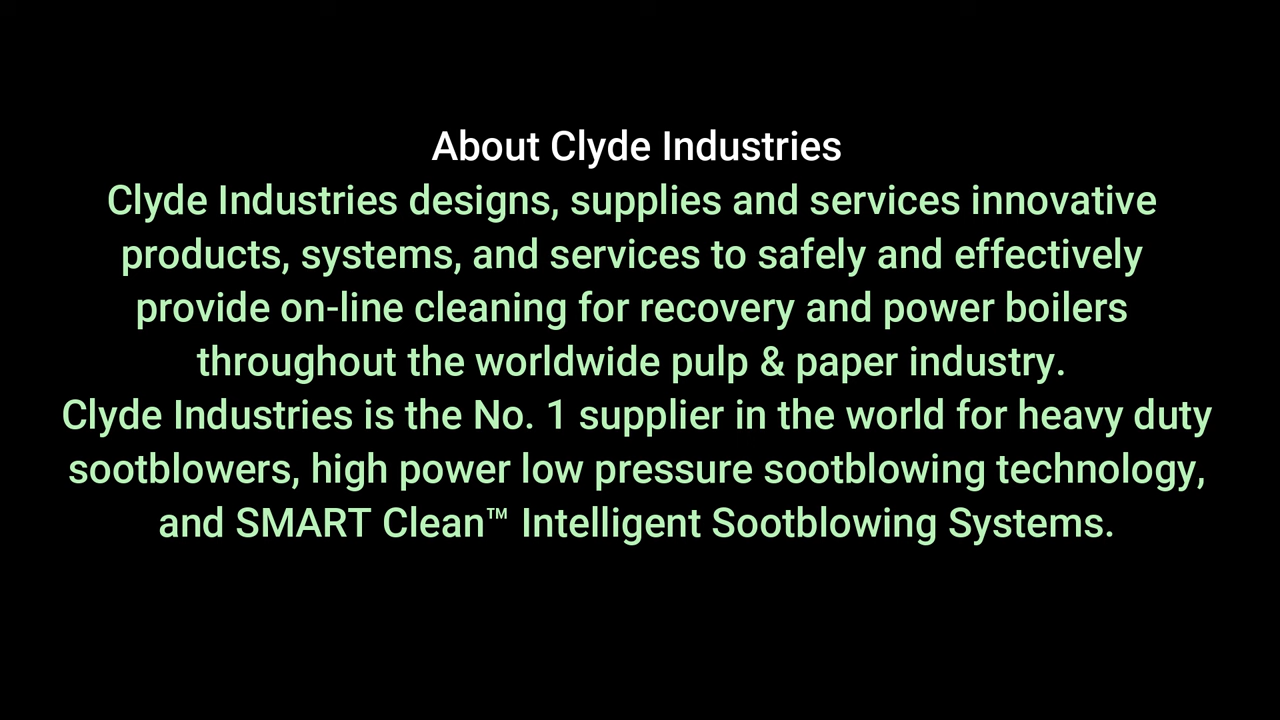 About Clyde Industries
Clyde Industries designs, supplies and services innovative
products, systems, and services to safely and effectively
provide on-line cleaning for recovery and power boilers
throughout the worldwide pulp & paper industry.
Clyde Industries is the No. 1 supplier in the world for heavy duty
sootblowers, high power low pressure sootblowing technology,
and SMART Clean™ Intelligent Sootblowing Systems.